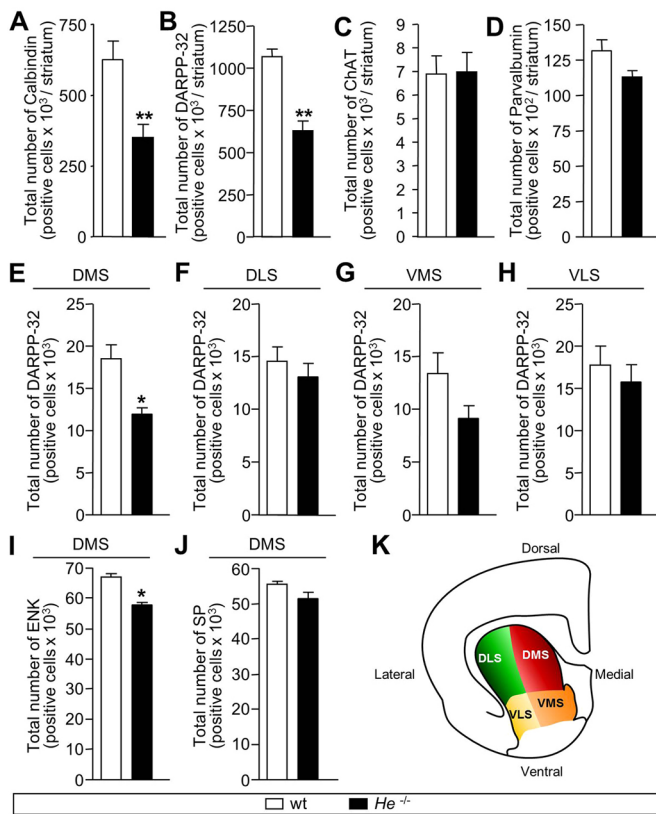 A
Total number of Calbindin
(positive cells x 10³ / striatum)
750
500
250
0
**
B
Total number of DARPP-32
(positive cells x 10³ / striatum)
1250
1000
750
500
250
0
**
C
Total number of ChAT
(positive cells x 10³ / striatum)
9
8
7
6
5
4
3
2
1
0
D
Total number of Parvalbumin
(positive cells x 10² / striatum)
150
125
100
75
50
25
0
E
DMS
Total number of DARPP-32
(positive cells x 10³)
25
20
15
10
5
0
*
F
DLS
Total number of DARPP-32
(positive cells x 10³)
20
15
10
5
0
G
VMS
Total number of DARPP-32
(positive cells x 10³)
20
15
10
5
0
H
VLS
Total number of DARPP-32
(positive cells x 10³)
25
20
15
10
5
0
I
DMS
Total number of ENK
(positive cells x 10³)
70
60
50
40
30
20
10
0
*
J
DMS
Total number of SP
(positive cells x 10³)
60
50
40
30
20
10
0
K
Dorsal
DLS
DMS
Lateral
Medial
VLS
VMS
Ventral
wt
He -/-